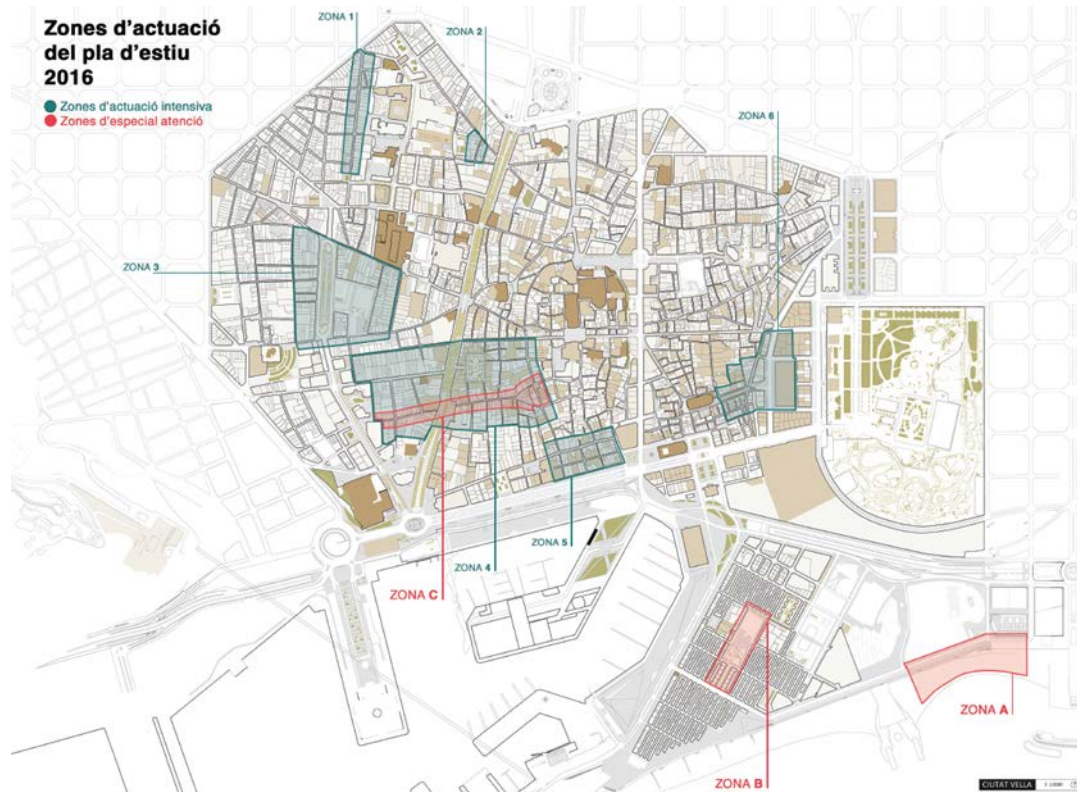 Zones d'actuació
del pla d'estiu
2016
Zones d'actuació intensiva
Zones d'especial atenció
ZONA 1
ZONA 2
ZONA 6
ZONA 3
ZONA 5
ZONA 4
ZONA C
ZONA A
ZONA B
CIUTAT VELLA